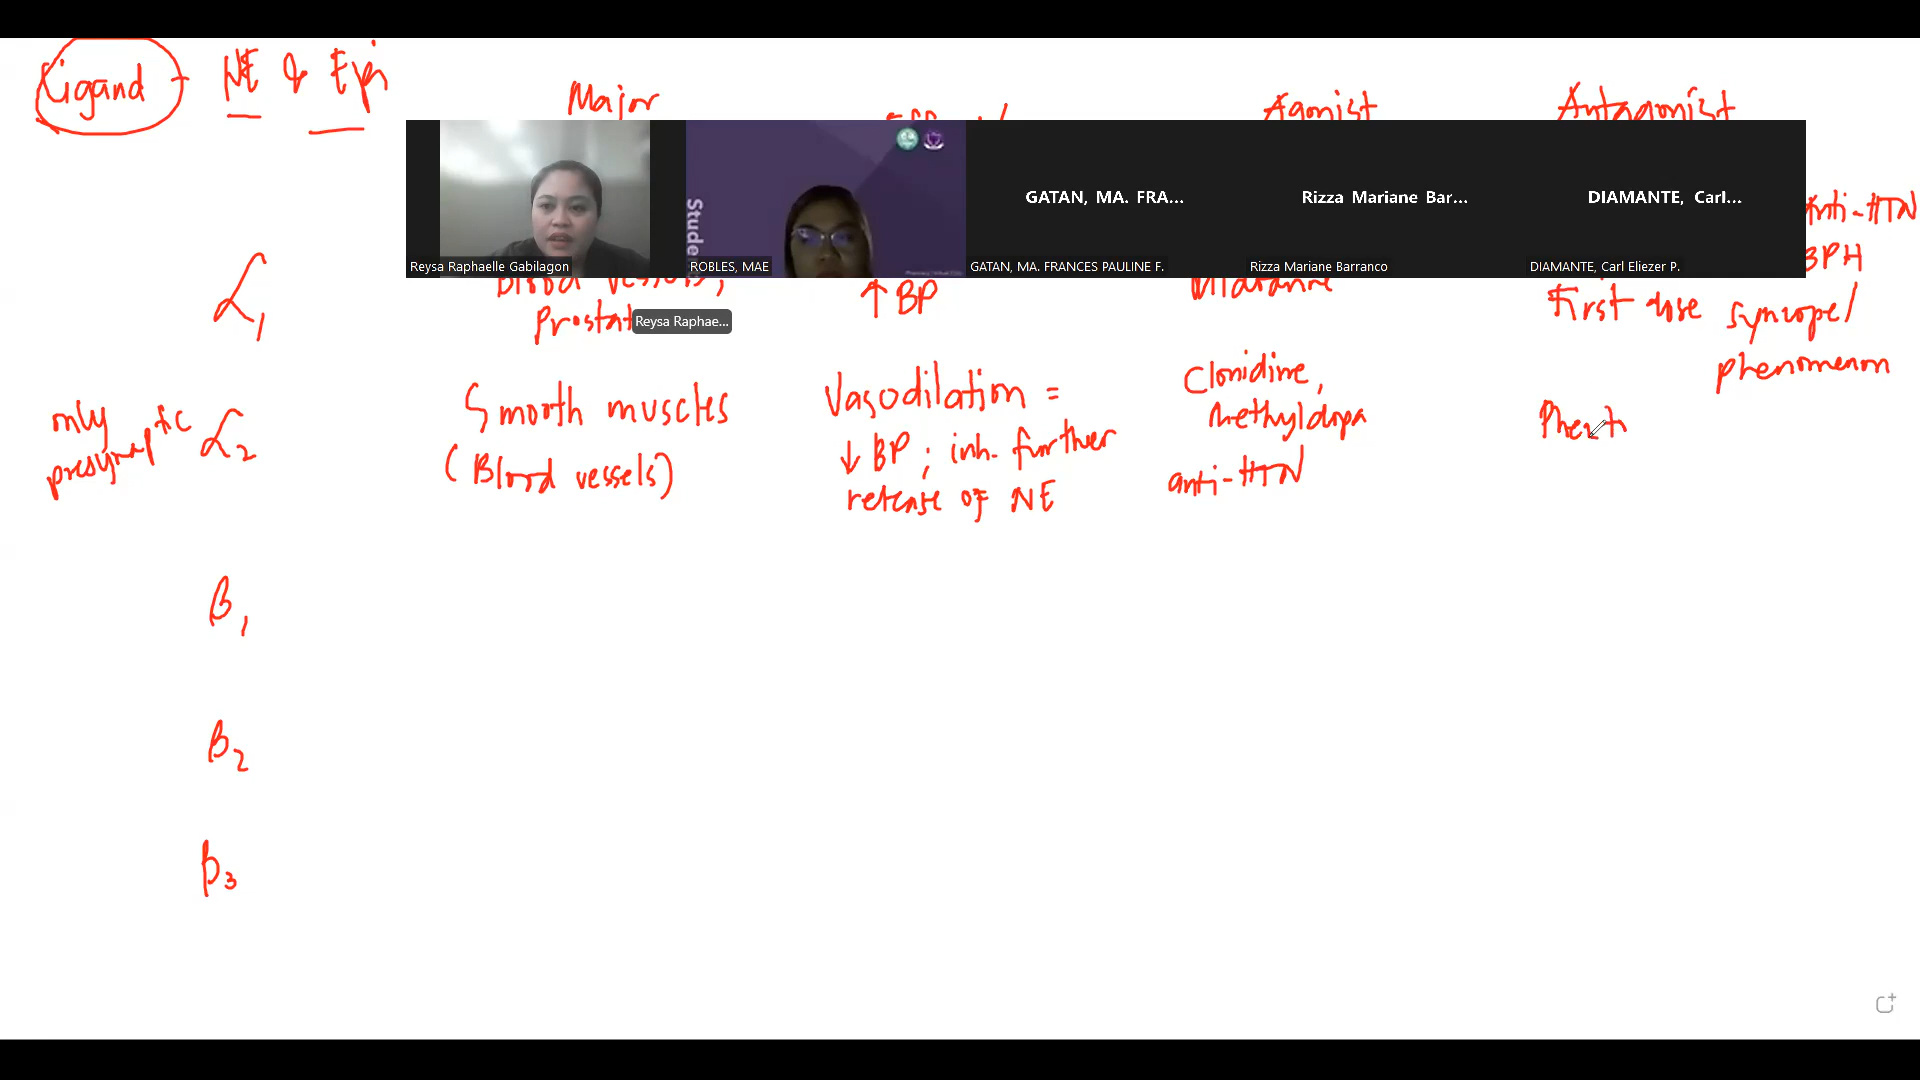 Ligand - NE & Epi
Major
Agonist
Antagonist
GATAN, MA. FRA...
Rizza Mariane Bar...
DIAMANTE, Carl...
Reysa Raphaelle Gabilagon
ROBLES, MAE
GATAN, MA. FRANCES PAULINE F.
Rizza Mariane Barranco
DIAMANTE, Carl Eliezer P.
Reysa Raphae...
Anti-HTN
BPH
α1
Blood vessels,
Prostat
↑ BP
First dose syncope/
phenomenon
only
presynaptic
α2
Smooth muscles
(Blood vessels)
Vasodilation =
↓ BP; inh. further
release of NE
Clonidine,
Methyldopa
anti-HTN
β1
β2
β3